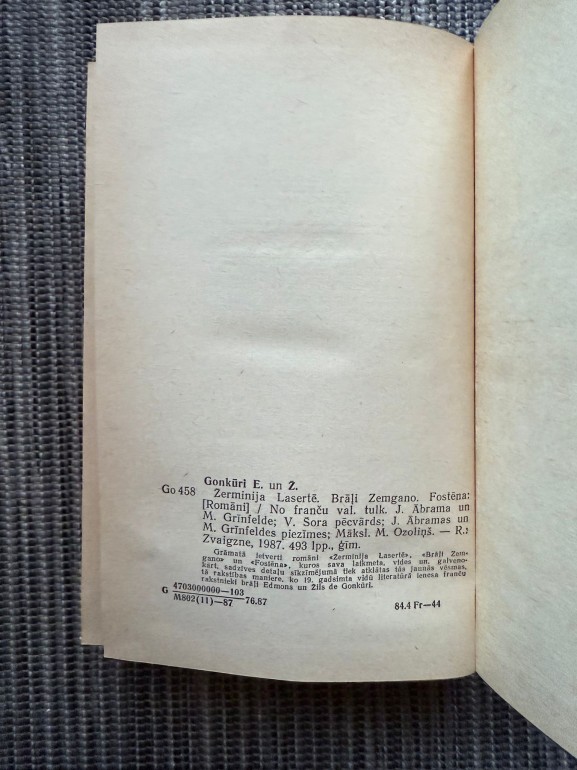 Gonkūri E. un Ž.
Go 458 Žerminija Lasertē. Brāļi Zemgano. Fostēna:
[Romāni] / No franču val. tulk. J. Ābrama un
M. Grīnfelde; V. Sora pēcvārds; J. Ābramas un
M. Grīnfeldes piezīmes; Māksl. M. Ozoliņš. — R.:
Zvaigzne, 1987. 493 lpp., ģīm.
Grāmatā ietverti romāni «Žerminija Lasertē», «Brāļi Zem-
gano» un «Fostēna», kuros sava laikmeta, vides un, galveno-
kārt, sadzīves detaļu sīkzīmējumā tiek atklātas tās jaunās vēsmas,
tā rakstības maniere, ko 19. gadsimta vidū literatūrā ienesa franču
rakstnieki brāļi Edmons un Žils de Gonkūri.
G 4703000000—103
M802(11)—87 76.87
84.4 Fr—44